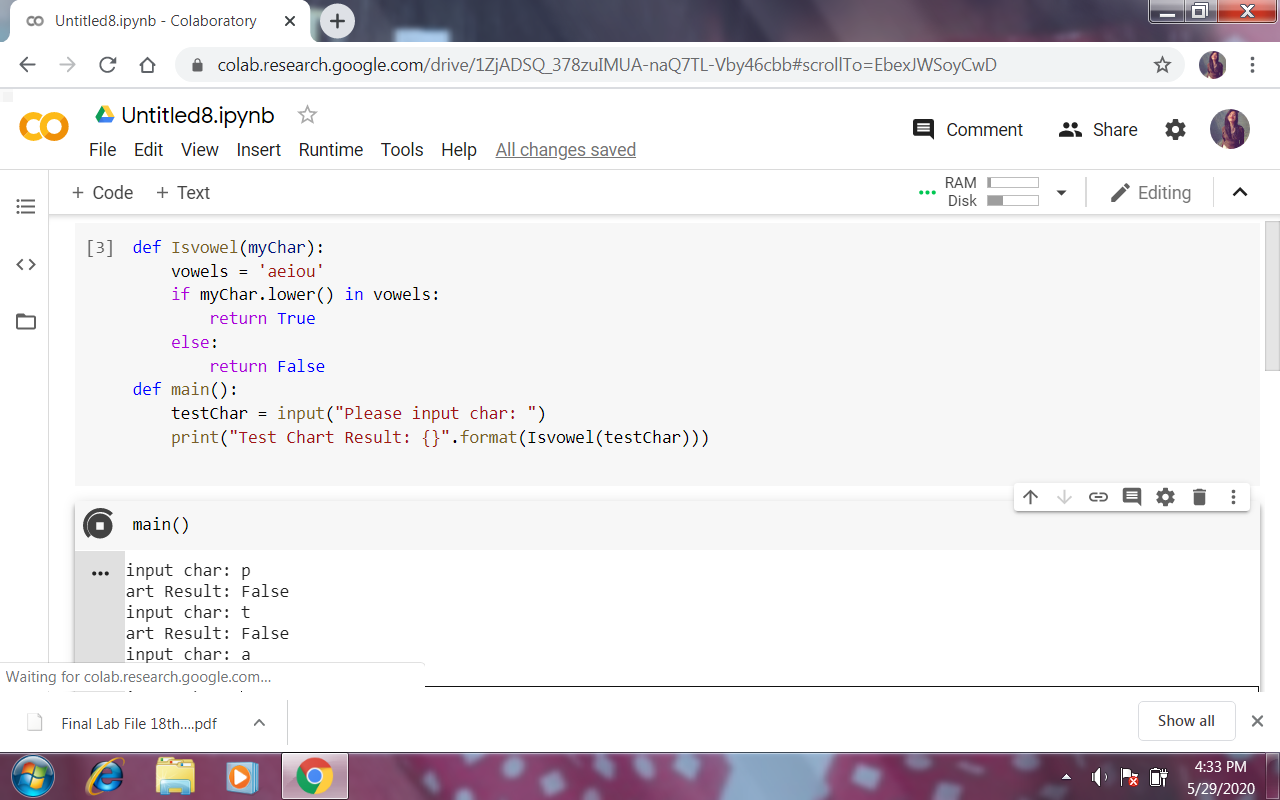 Untitled8.ipynb - Colaboratory
colab.research.google.com/drive/1ZjADSQ_378zuIMUA-naQ7TL-Vby46cbb#scrollTo=EbexJWSoyCwD
CO
Untitled8.ipynb
Comment
Share
File Edit View Insert Runtime Tools Help All changes saved
+ Code + Text
RAM
Disk
Editing
[3] def Isvowel(myChar):
    vowels = 'aeiou'
    if myChar.lower() in vowels:
        return True
    else:
        return False
def main():
    testChar = input("Please input char: ")
    print("Test Chart Result: {}".format(Isvowel(testChar)))
main()
input char: p
art Result: False
input char: t
art Result: False
input char: a
Waiting for colab.research.google.com...
Final Lab File 18th....pdf
Show all
4:33 PM
5/29/2020